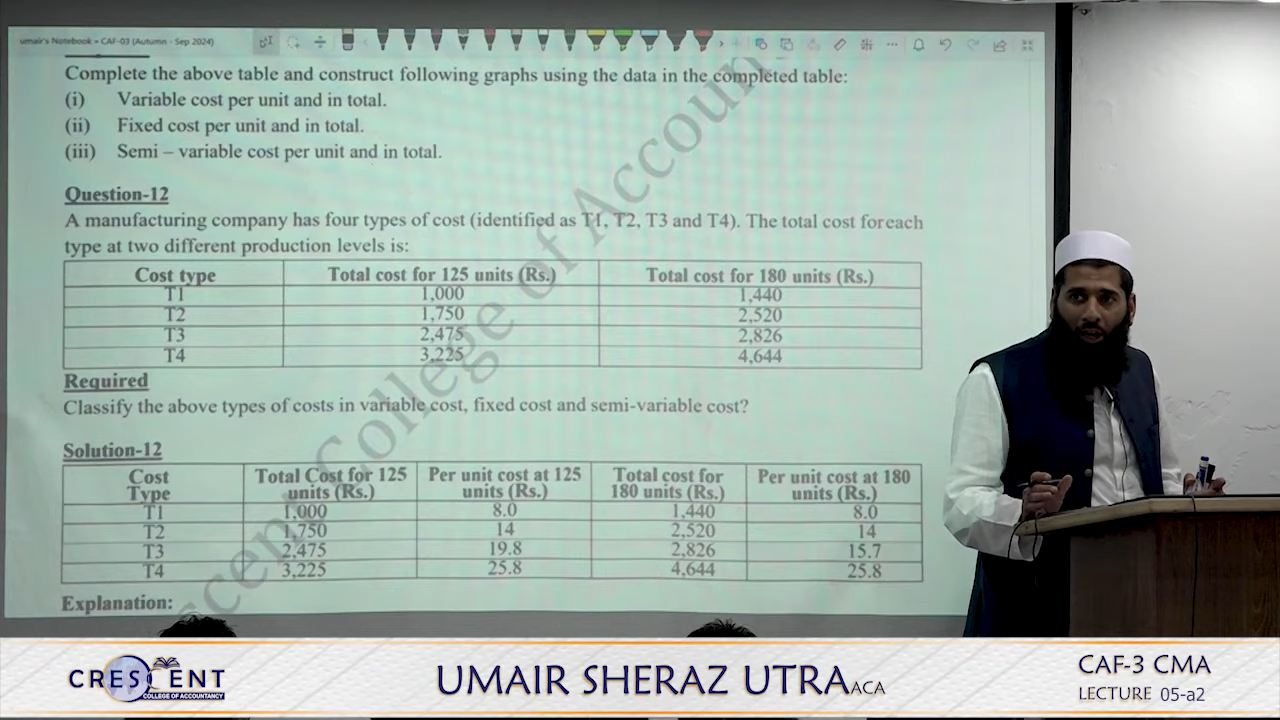 umair's Notebook • CAF-03 (Autumn - Sep 2024)
Complete the above table and construct following graphs using the data in the completed table:
(i) Variable cost per unit and in total.
(ii) Fixed cost per unit and in total.
(iii) Semi – variable cost per unit and in total.
Question-12
A manufacturing company has four types of cost (identified as T1, T2, T3 and T4). The total cost foreach
type at two different production levels is:
Cost type Total cost for 125 units (Rs.) Total cost for 180 units (Rs.)
T1 1,000 1,440
T2 1,750 2,520
T3 2,475 2,826
T4 3,225 4,644
Required
Classify the above types of costs in variable cost, fixed cost and semi-variable cost?
Solution-12
Cost Total Cost for 125 Per unit cost at 125 Total cost for Per unit cost at 180
Type units (Rs.) units (Rs.) 180 units (Rs.) units (Rs.)
T1 1,000 8.0 1,440 8.0
T2 1,750 14 2,520 14
T3 2,475 19.8 2,826 15.7
T4 3,225 25.8 4,644 25.8
Explanation:
scent College of Accoun
CRESCENT
COLLEGE OF ACCOUNTANCY
UMAIR SHERAZ UTRA ACA
CAF-3 CMA
LECTURE 05-a2